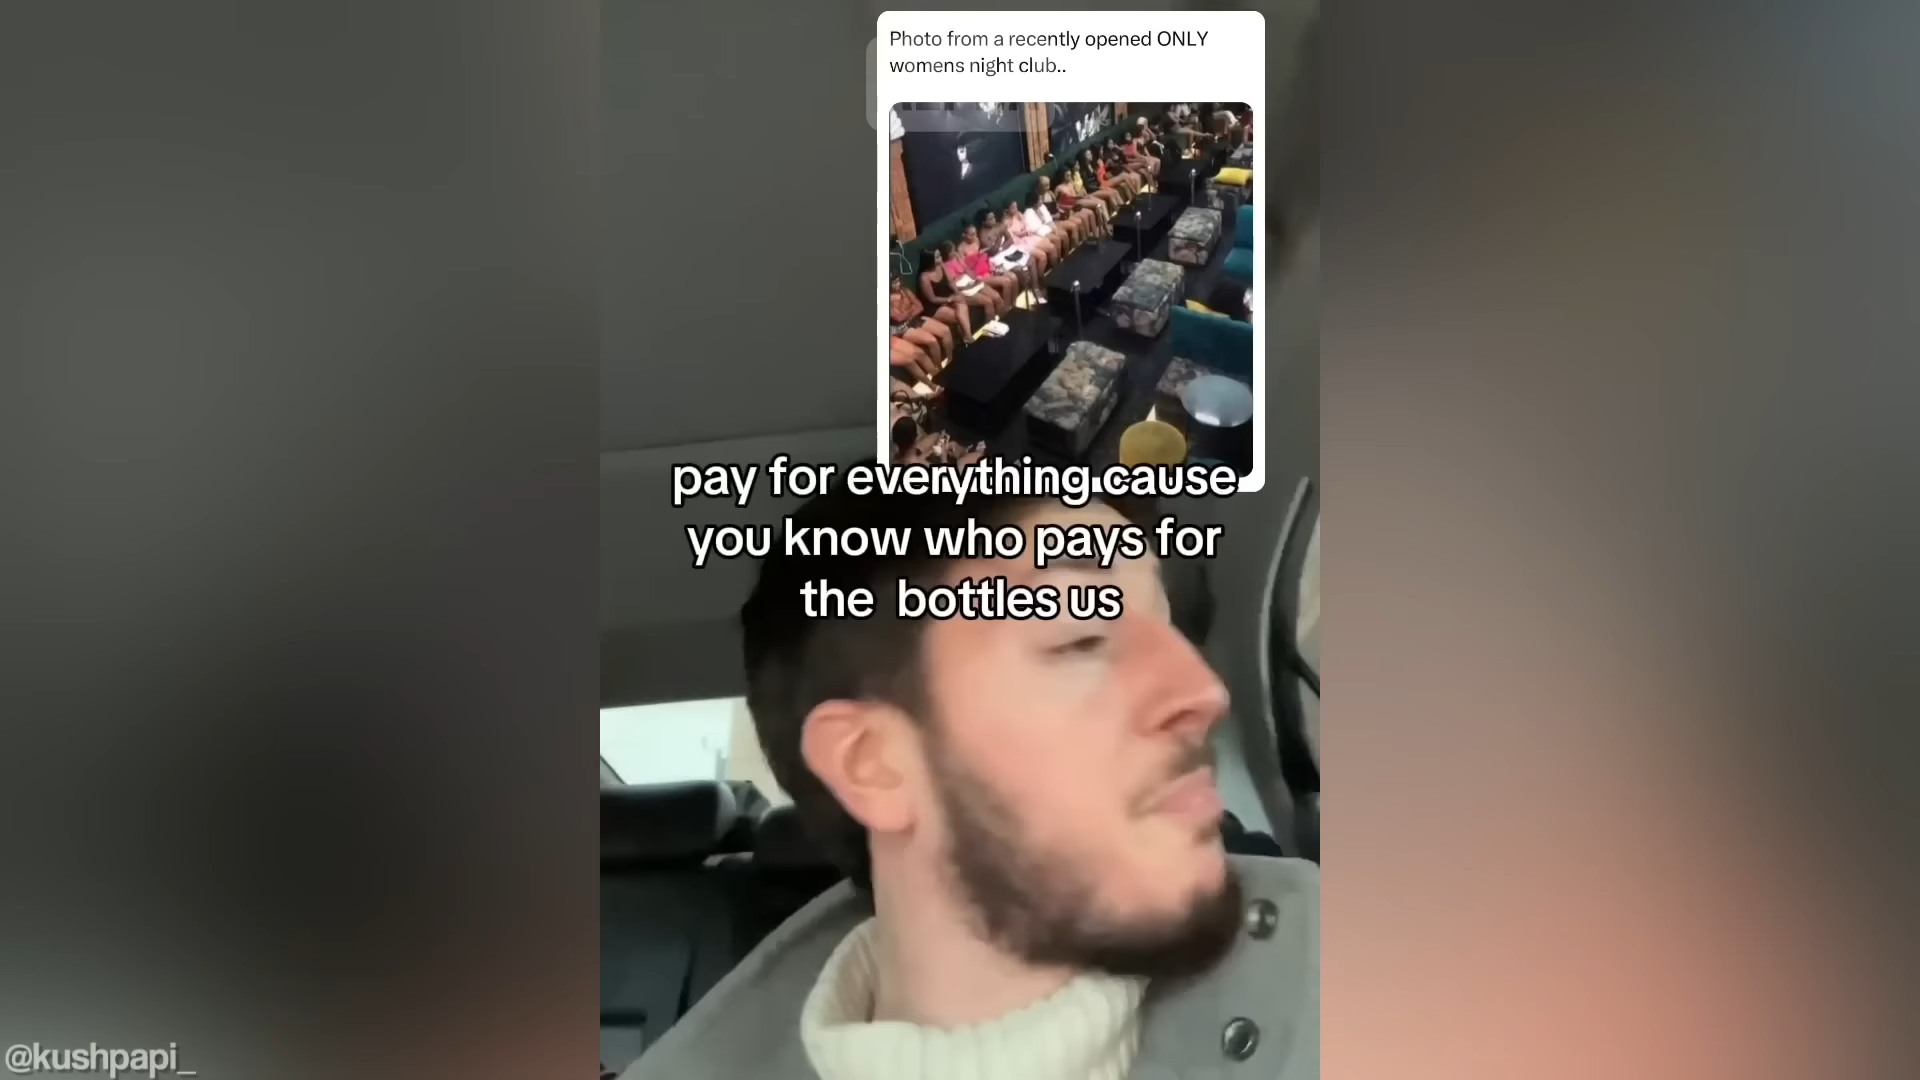 Photo from a recently opened ONLY
womens night club..
pay for everything cause
you know who pays for
the bottles us
@kushpapi_